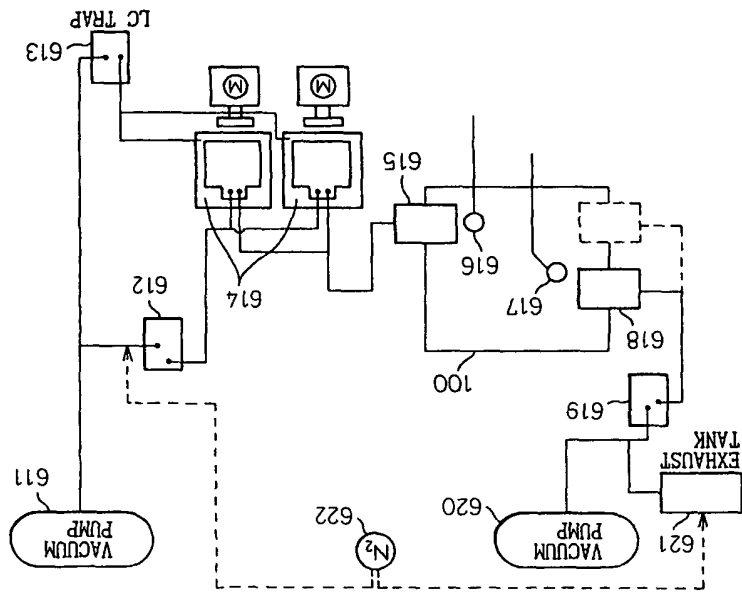 621
EXHAUST
TANK
VACUUM
PUMP
620
N2
622
VACUUM
PUMP
611
619
100
618
617
612
614
616
615
M
M
613
LC TRAP